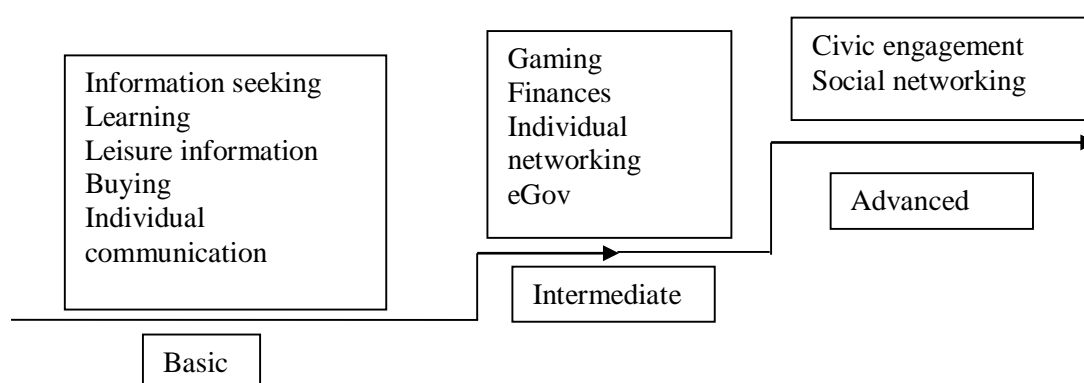 Information seeking
Learning
Leisure information
Buying
Individual
communication
Basic
Gaming
Finances
Individual
networking
eGov
Intermediate
Civic engagement
Social networking
Advanced